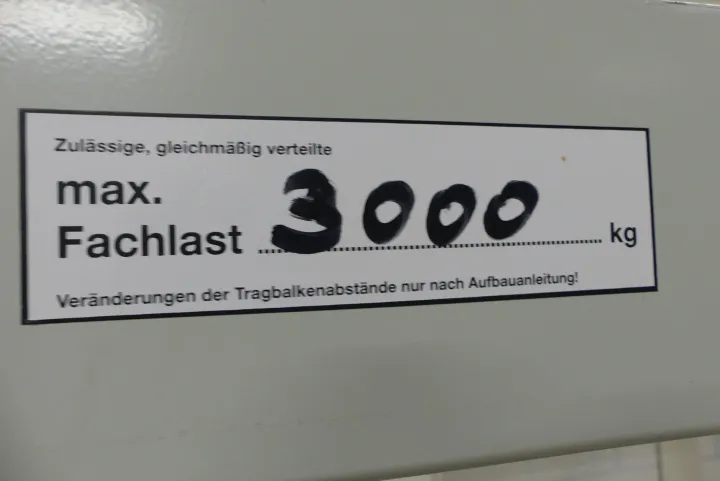 Zulässige, gleichmäßig verteilte
max.
Fachlast 3000 kg
Veränderungen der Tragbalkenabstände nur nach Aufbauanleitung!